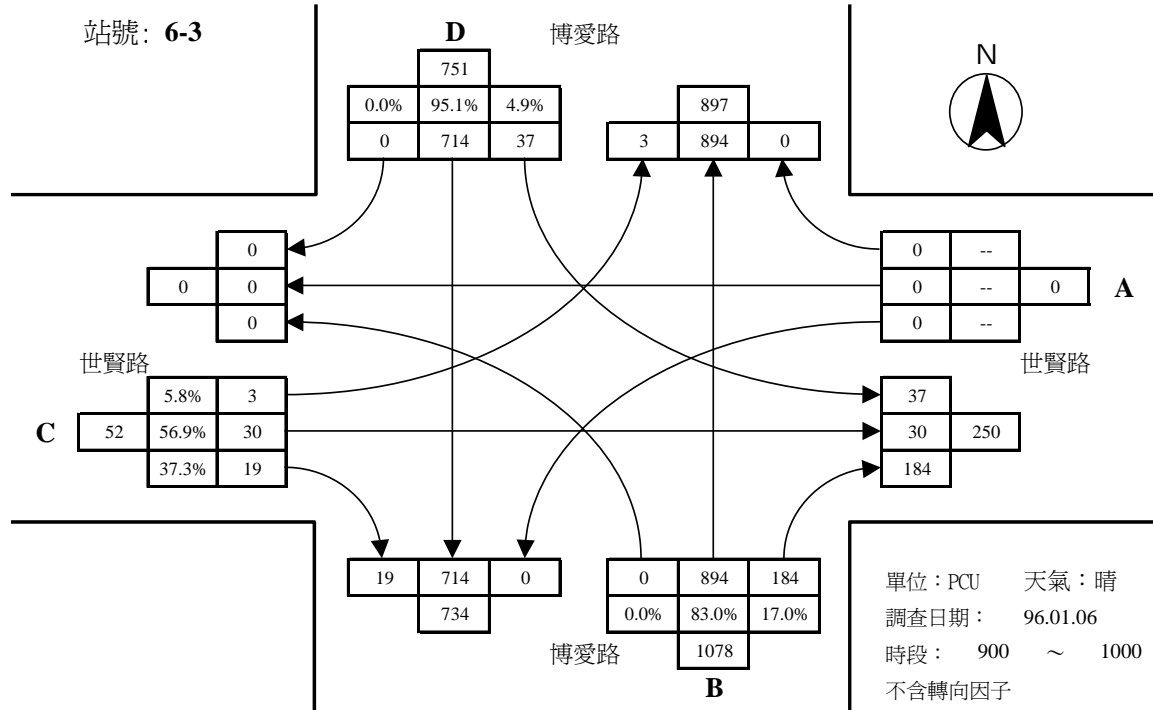 站號: 6-3
D
博愛路
N
751
0.0% 95.1% 4.9%
0 714 37
897
3 894 0
0
0 0
0
0 --
0 -- 0
0 --
A
世賢路
世賢路
C
5.8% 3
52 56.9% 30
37.3% 19
37
30 250
184
19 714 0
734
0 894 184
0.0% 83.0% 17.0%
1078
博愛路
B
單位：PCU 天氣：晴
調查日期： 96.01.06
時段： 900 ～ 1000
不含轉向因子